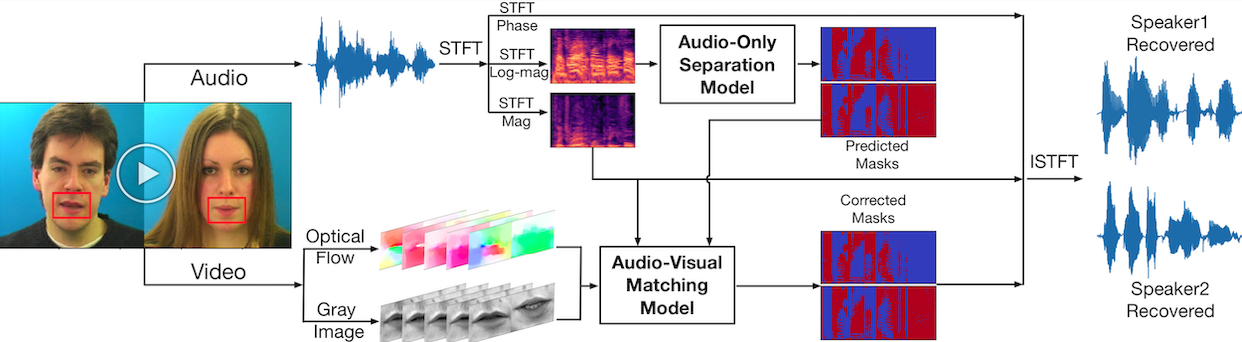 Audio
STFT
STFT
Phase
STFT
Log-mag
STFT
Mag
Audio-Only
Separation
Model
Predicted
Masks
Speaker1
Recovered
ISTFT
Video
Optical
Flow
Gray
Image
Audio-Visual
Matching
Model
Corrected
Masks
Speaker2
Recovered